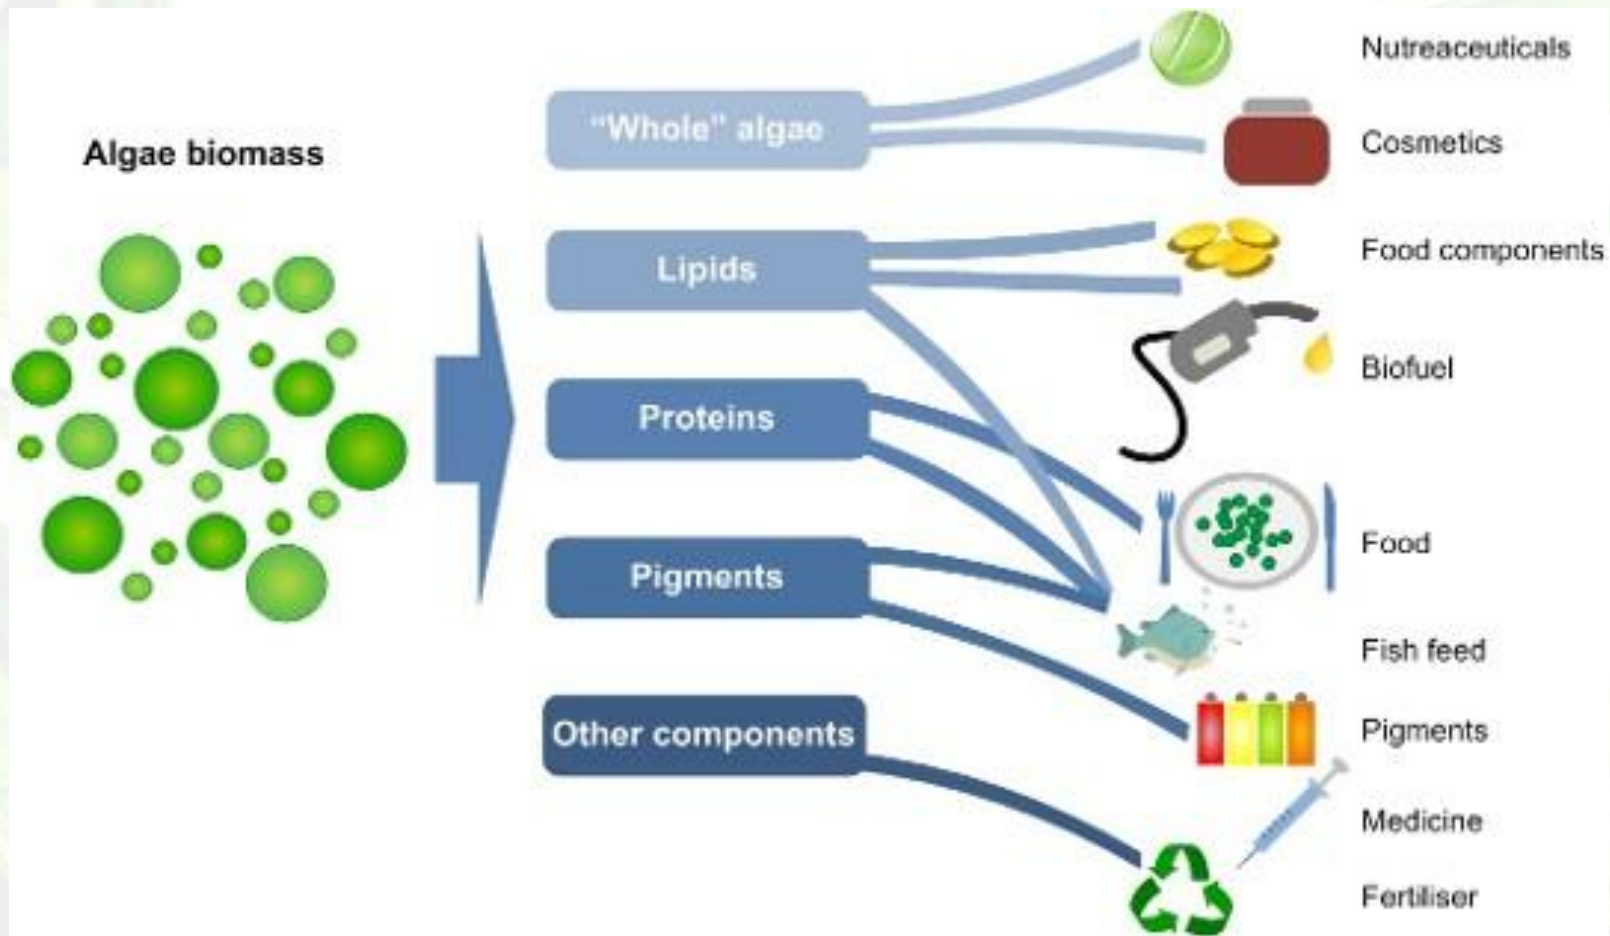 Algae biomass
"Whole" algae
Lipids
Proteins
Pigments
Other components
Nutreaceuticals
Cosmetics
Food components
Biofuel
Food
Fish feed
Pigments
Medicine
Fertiliser